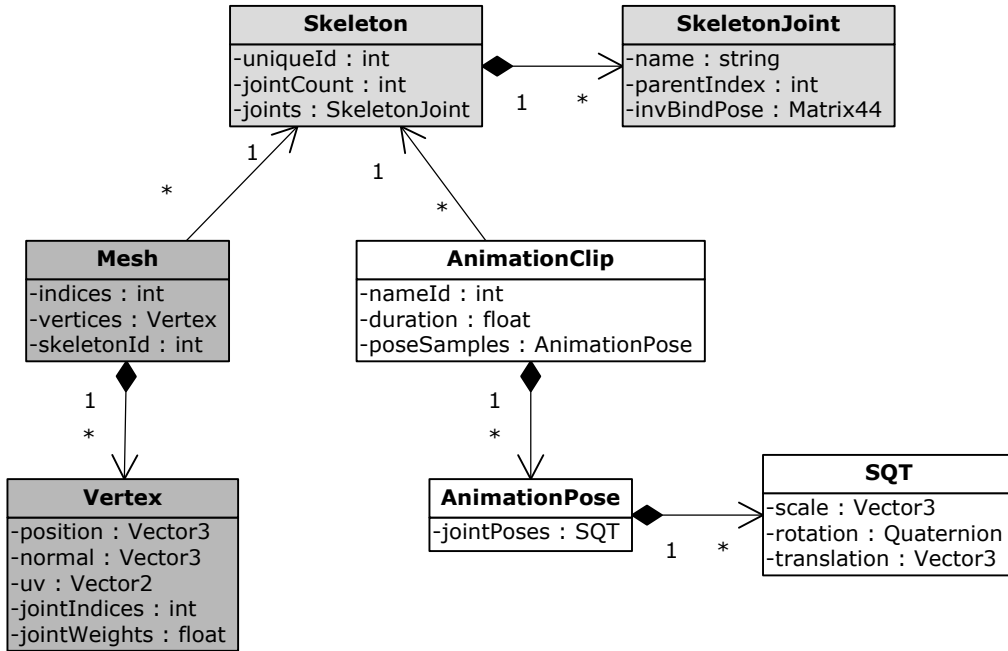 Skeleton
-uniqueId : int
-jointCount : int
-joints : SkeletonJoint
1
*
SkeletonJoint
-name : string
-parentIndex : int
-invBindPose : Matrix44
1
*
1
*
Mesh
-indices : int
-vertices : Vertex
-skeletonId : int
AnimationClip
-nameId : int
-duration : float
-poseSamples : AnimationPose
1
*
1
*
Vertex
-position : Vector3
-normal : Vector3
-uv : Vector2
-jointIndices : int
-jointWeights : float
AnimationPose
-jointPoses : SQT
1
*
SQT
-scale : Vector3
-rotation : Quaternion
-translation : Vector3